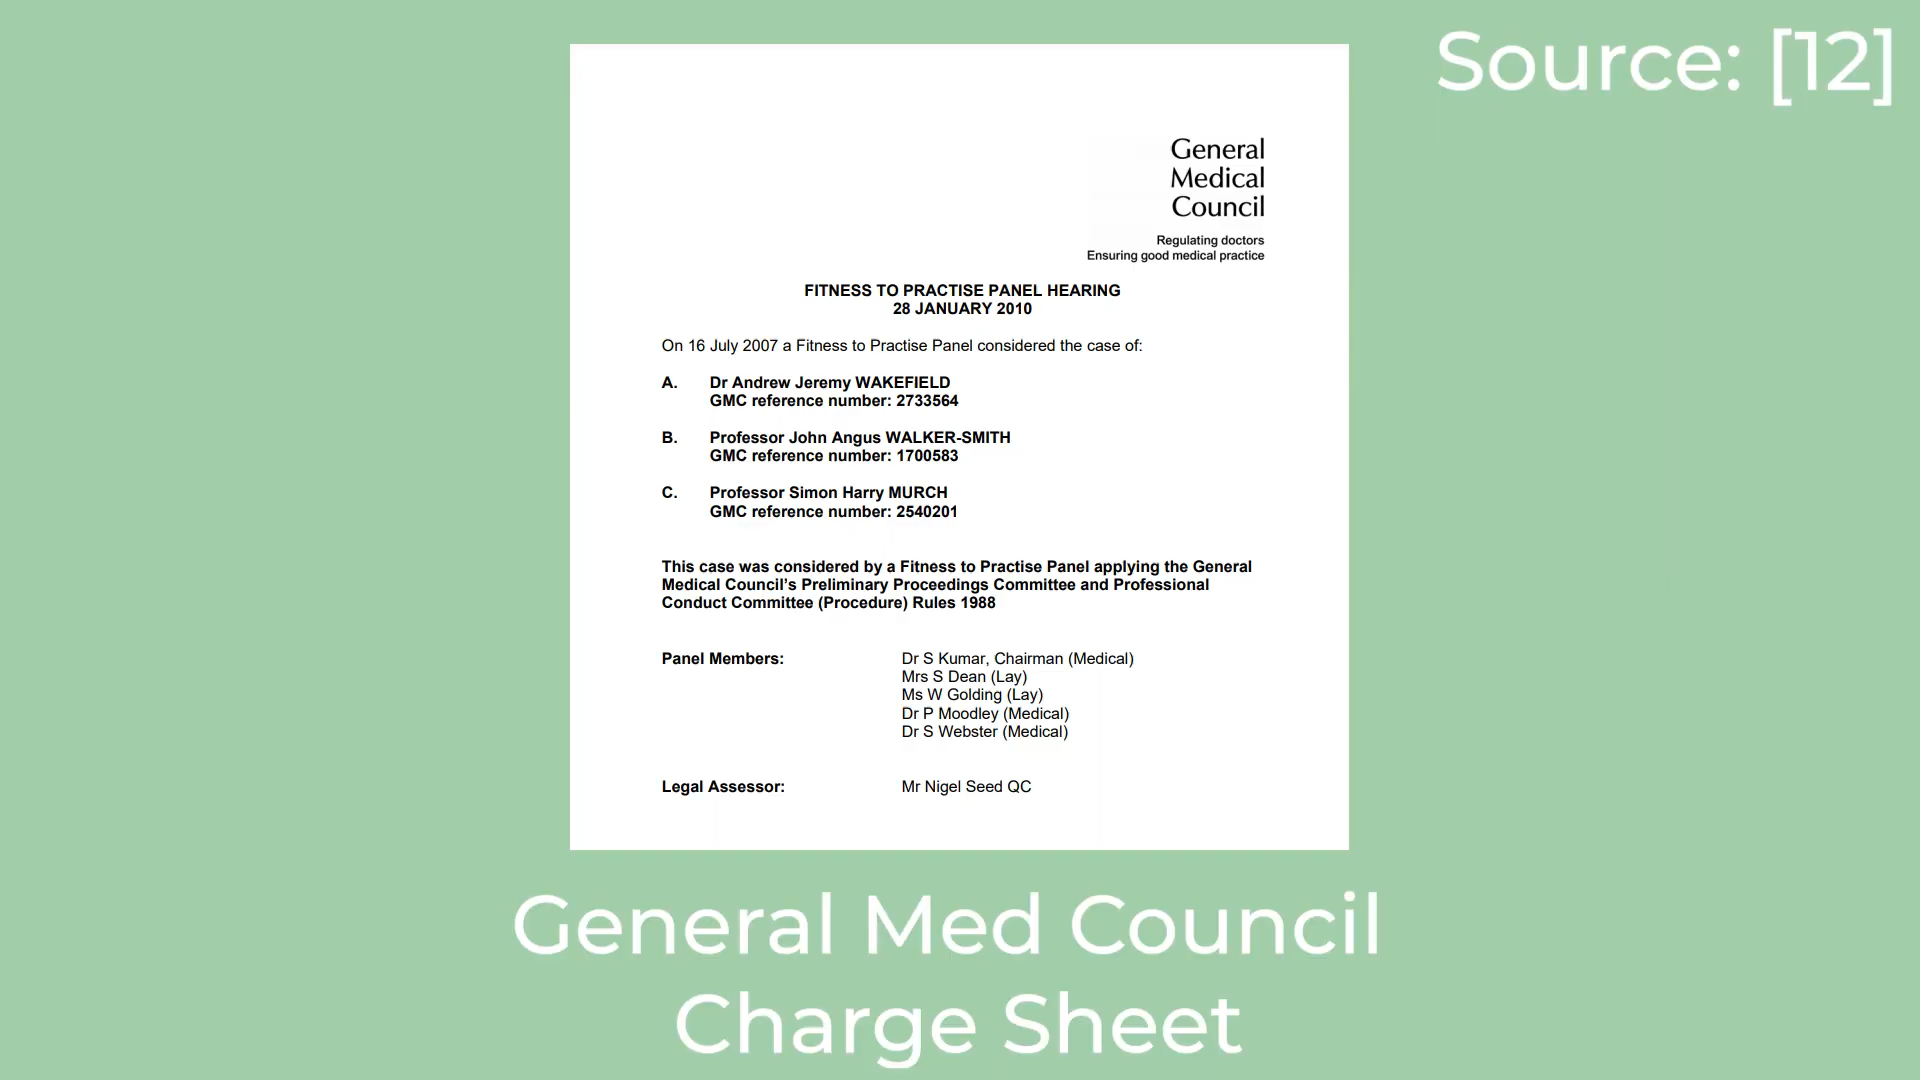 Source: [12]
General
Medical
Council
Regulating doctors
Ensuring good medical practice
FITNESS TO PRACTISE PANEL HEARING
28 JANUARY 2010
On 16 July 2007 a Fitness to Practise Panel considered the case of:
A. Dr Andrew Jeremy WAKEFIELD
GMC reference number: 2733564
B. Professor John Angus WALKER-SMITH
GMC reference number: 1700583
C. Professor Simon Harry MURCH
GMC reference number: 2540201
This case was considered by a Fitness to Practise Panel applying the General
Medical Council’s Preliminary Proceedings Committee and Professional
Conduct Committee (Procedure) Rules 1988
Panel Members: Dr S Kumar, Chairman (Medical)
Mrs S Dean (Lay)
Ms W Golding (Lay)
Dr P Moodley (Medical)
Dr S Webster (Medical)
Legal Assessor: Mr Nigel Seed QC
General Med Council
Charge Sheet